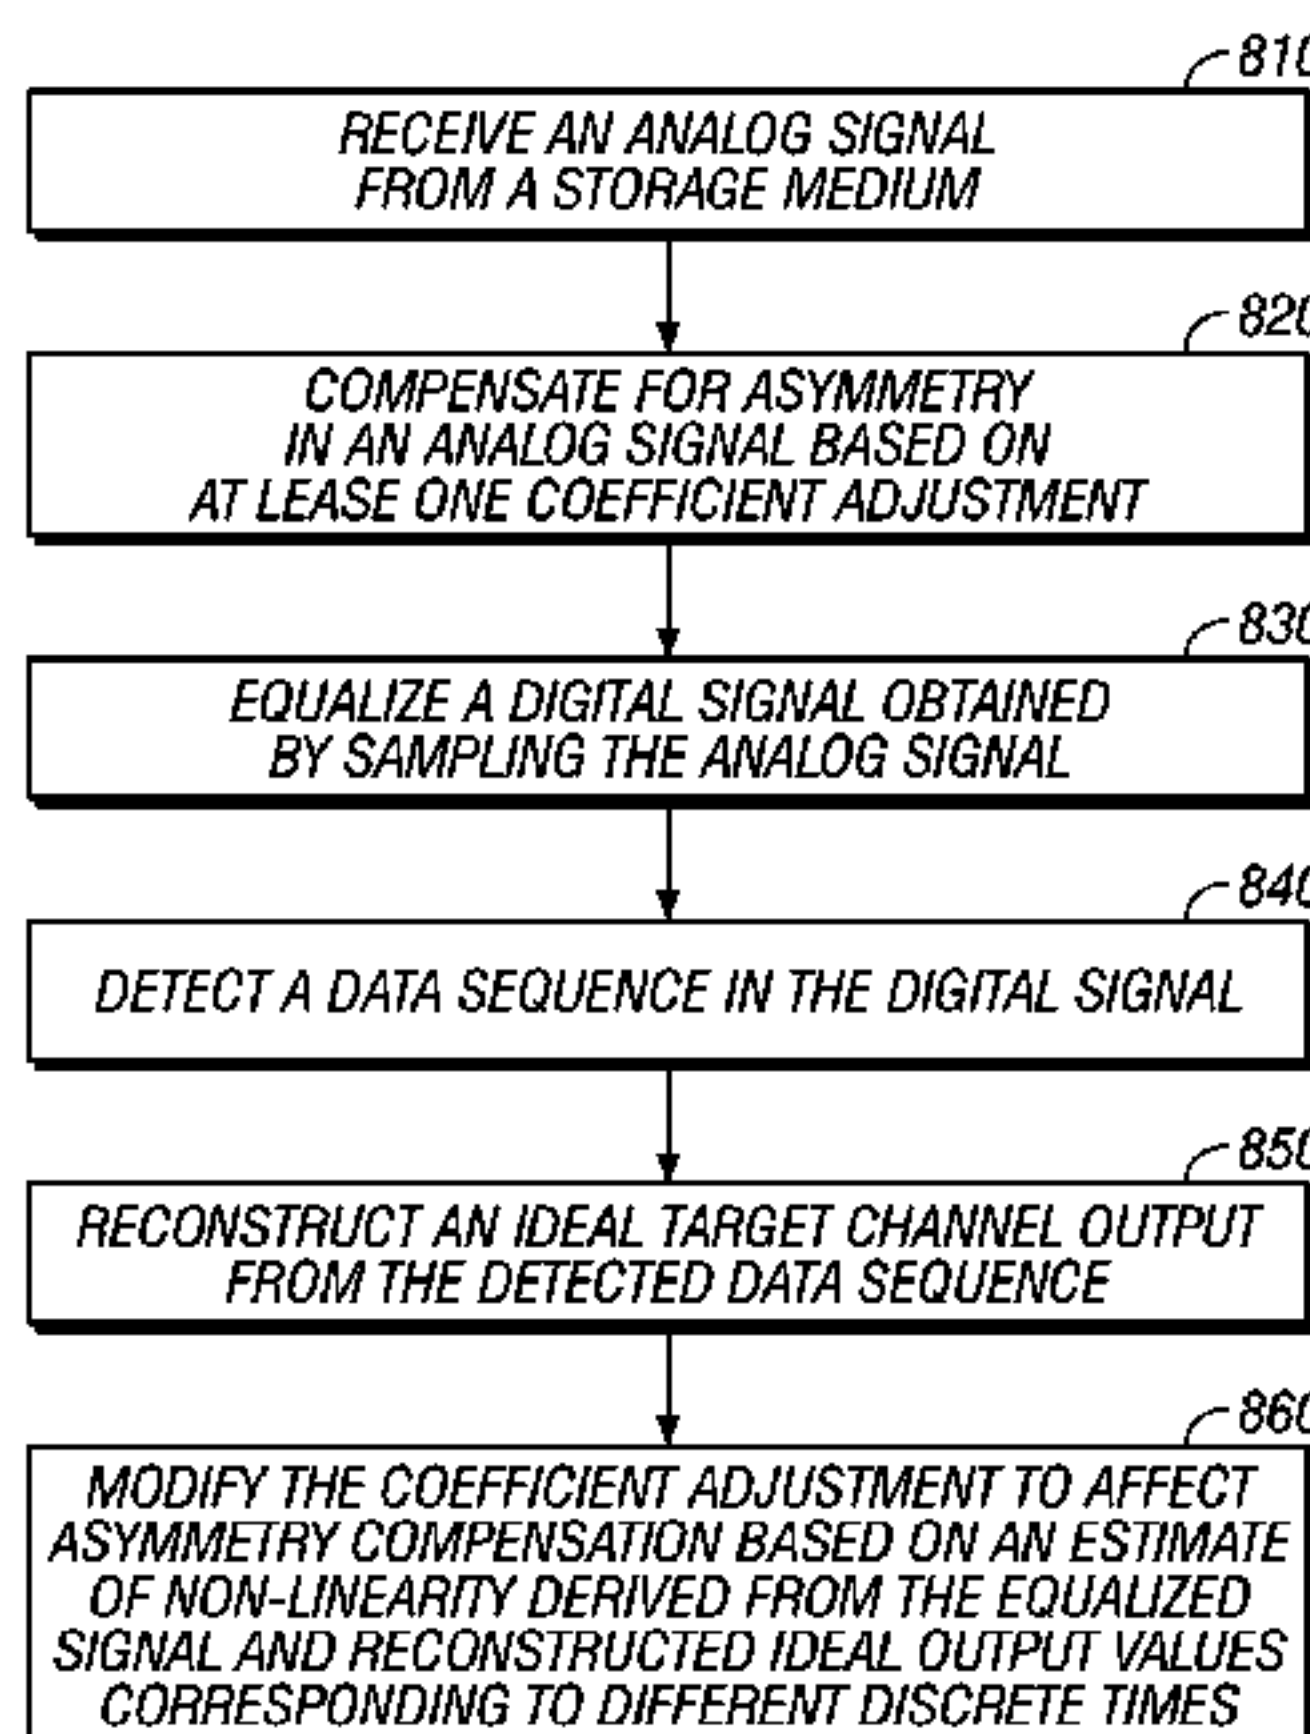 810
RECEIVE AN ANALOG SIGNAL
FROM A STORAGE MEDIUM
820
COMPENSATE FOR ASYMMETRY
IN AN ANALOG SIGNAL BASED ON
AT LEASE ONE COEFFICIENT ADJUSTMENT
830
EQUALIZE A DIGITAL SIGNAL OBTAINED
BY SAMPLING THE ANALOG SIGNAL
840
DETECT A DATA SEQUENCE IN THE DIGITAL SIGNAL
850
RECONSTRUCT AN IDEAL TARGET CHANNEL OUTPUT
FROM THE DETECTED DATA SEQUENCE
860
MODIFY THE COEFFICIENT ADJUSTMENT TO AFFECT
ASYMMETRY COMPENSATION BASED ON AN ESTIMATE
OF NON-LINEARITY DERIVED FROM THE EQUALIZED
SIGNAL AND RECONSTRUCTED IDEAL OUTPUT VALUES
CORRESPONDING TO DIFFERENT DISCRETE TIMES